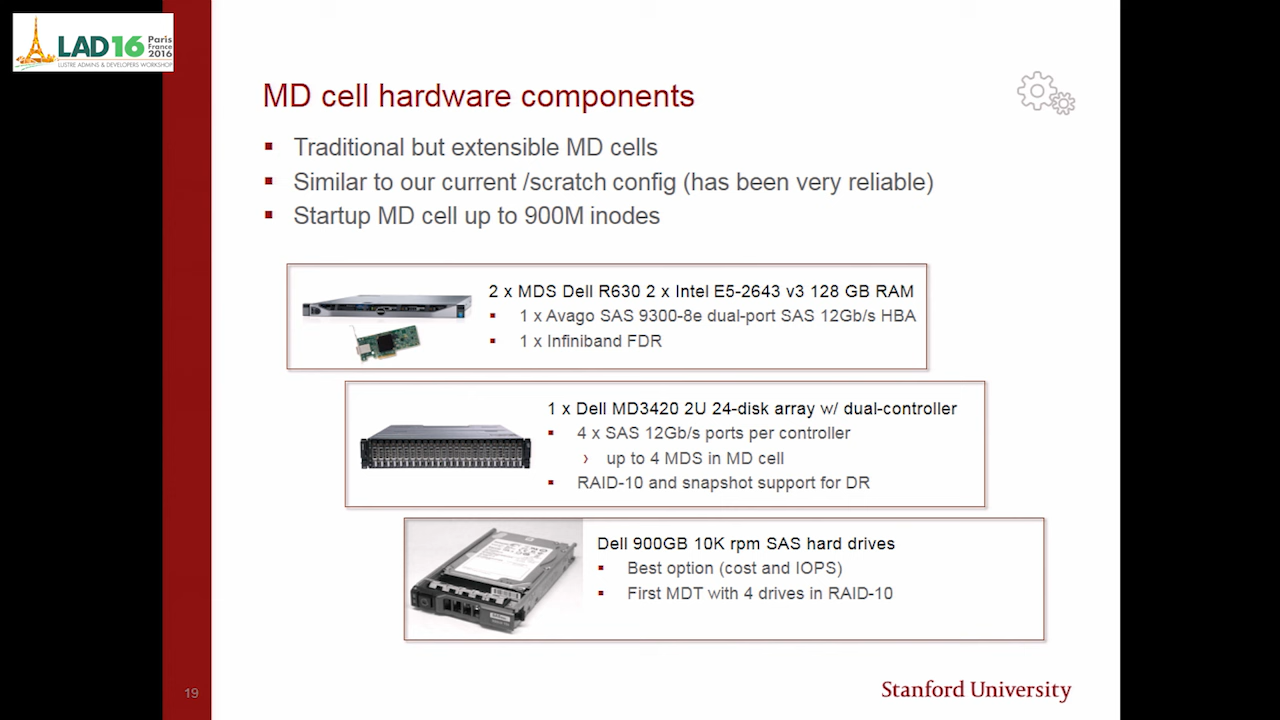 LAD16 Paris France 2016
LUSTRE ADMINS & DEVELOPERS WORKSHOP
MD cell hardware components
▪ Traditional but extensible MD cells
▪ Similar to our current /scratch config (has been very reliable)
▪ Startup MD cell up to 900M inodes
2 x MDS Dell R630 2 x Intel E5-2643 v3 128 GB RAM
▪ 1 x Avago SAS 9300-8e dual-port SAS 12Gb/s HBA
▪ 1 x Infiniband FDR
1 x Dell MD3420 2U 24-disk array w/ dual-controller
▪ 4 x SAS 12Gb/s ports per controller
› up to 4 MDS in MD cell
▪ RAID-10 and snapshot support for DR
Dell 900GB 10K rpm SAS hard drives
▪ Best option (cost and IOPS)
▪ First MDT with 4 drives in RAID-10
19
Stanford University